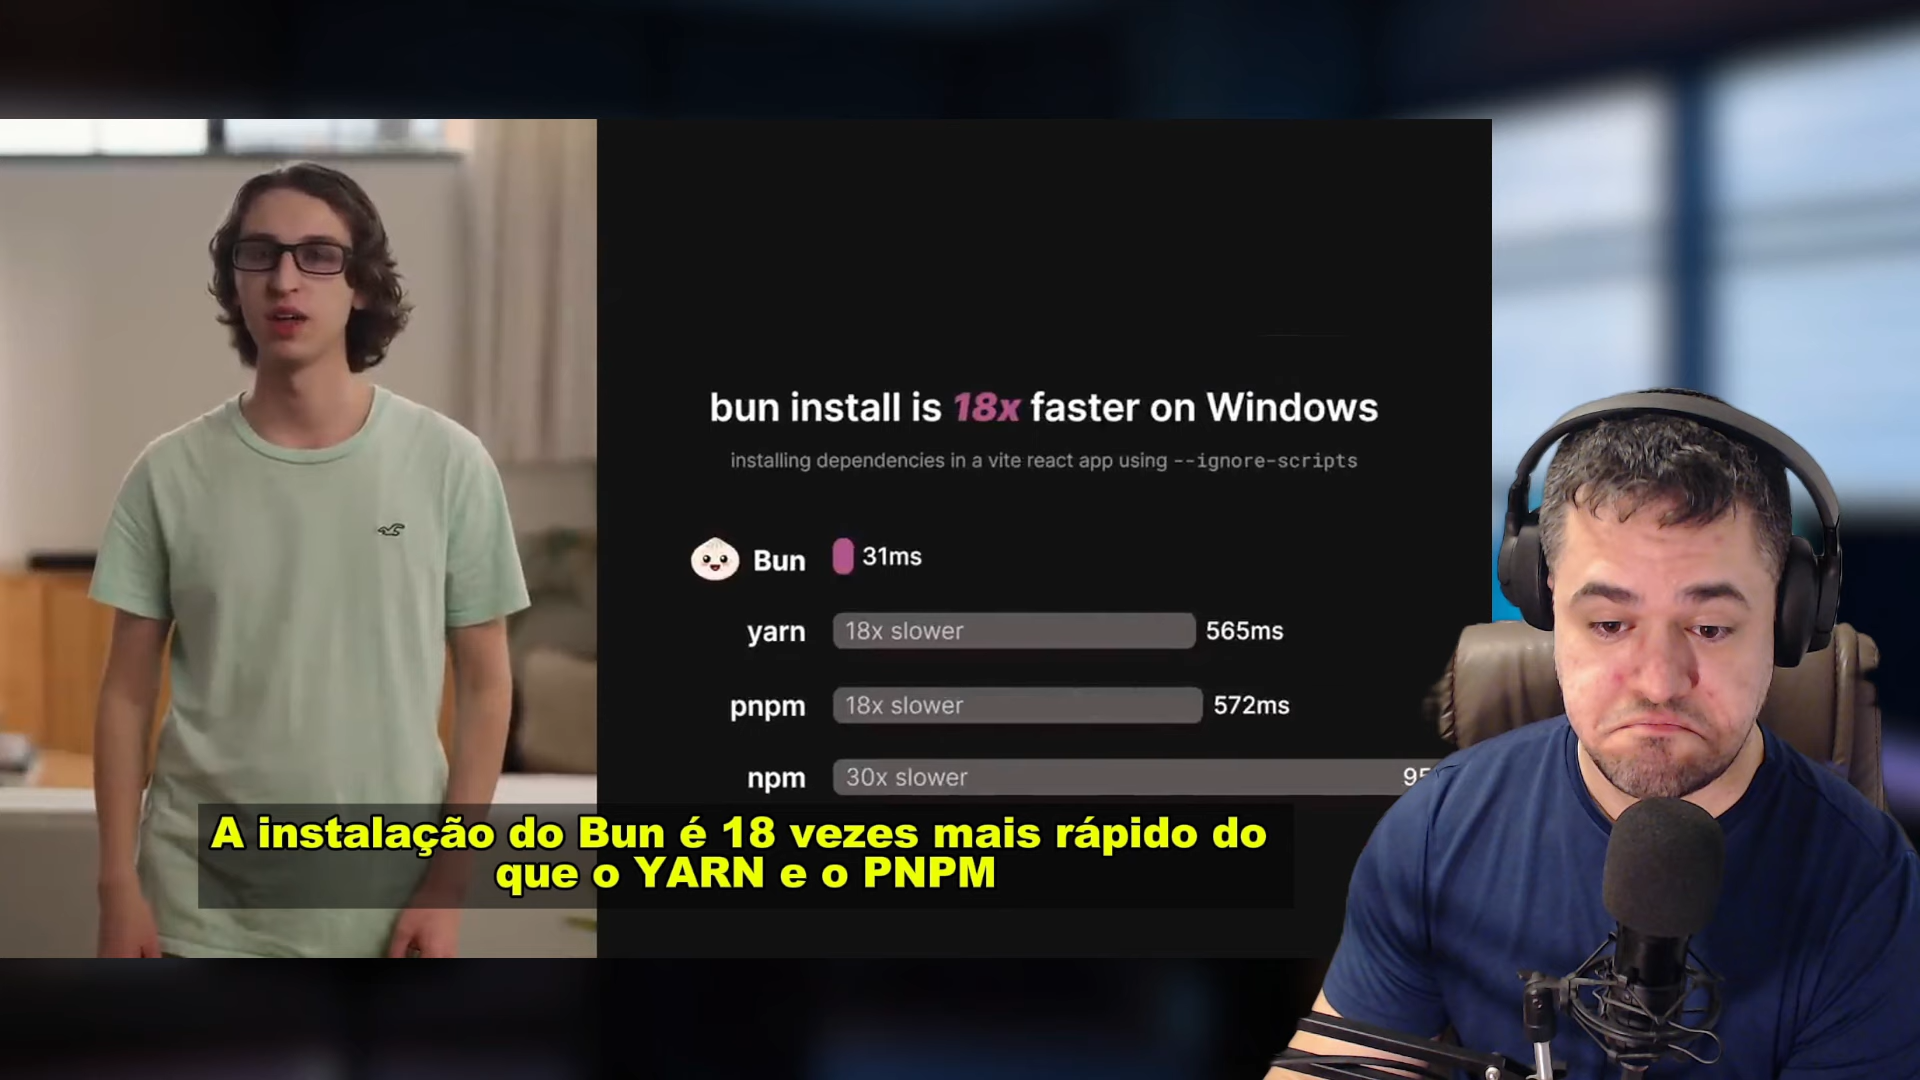 bun install is 18x faster on Windows
installing dependencies in a vite react app using --ignore-scripts
Bun 31ms
yarn 18x slower 565ms
pnpm 18x slower 572ms
npm 30x slower
A instalação do Bun é 18 vezes mais rápido do
que o YARN e o PNPM